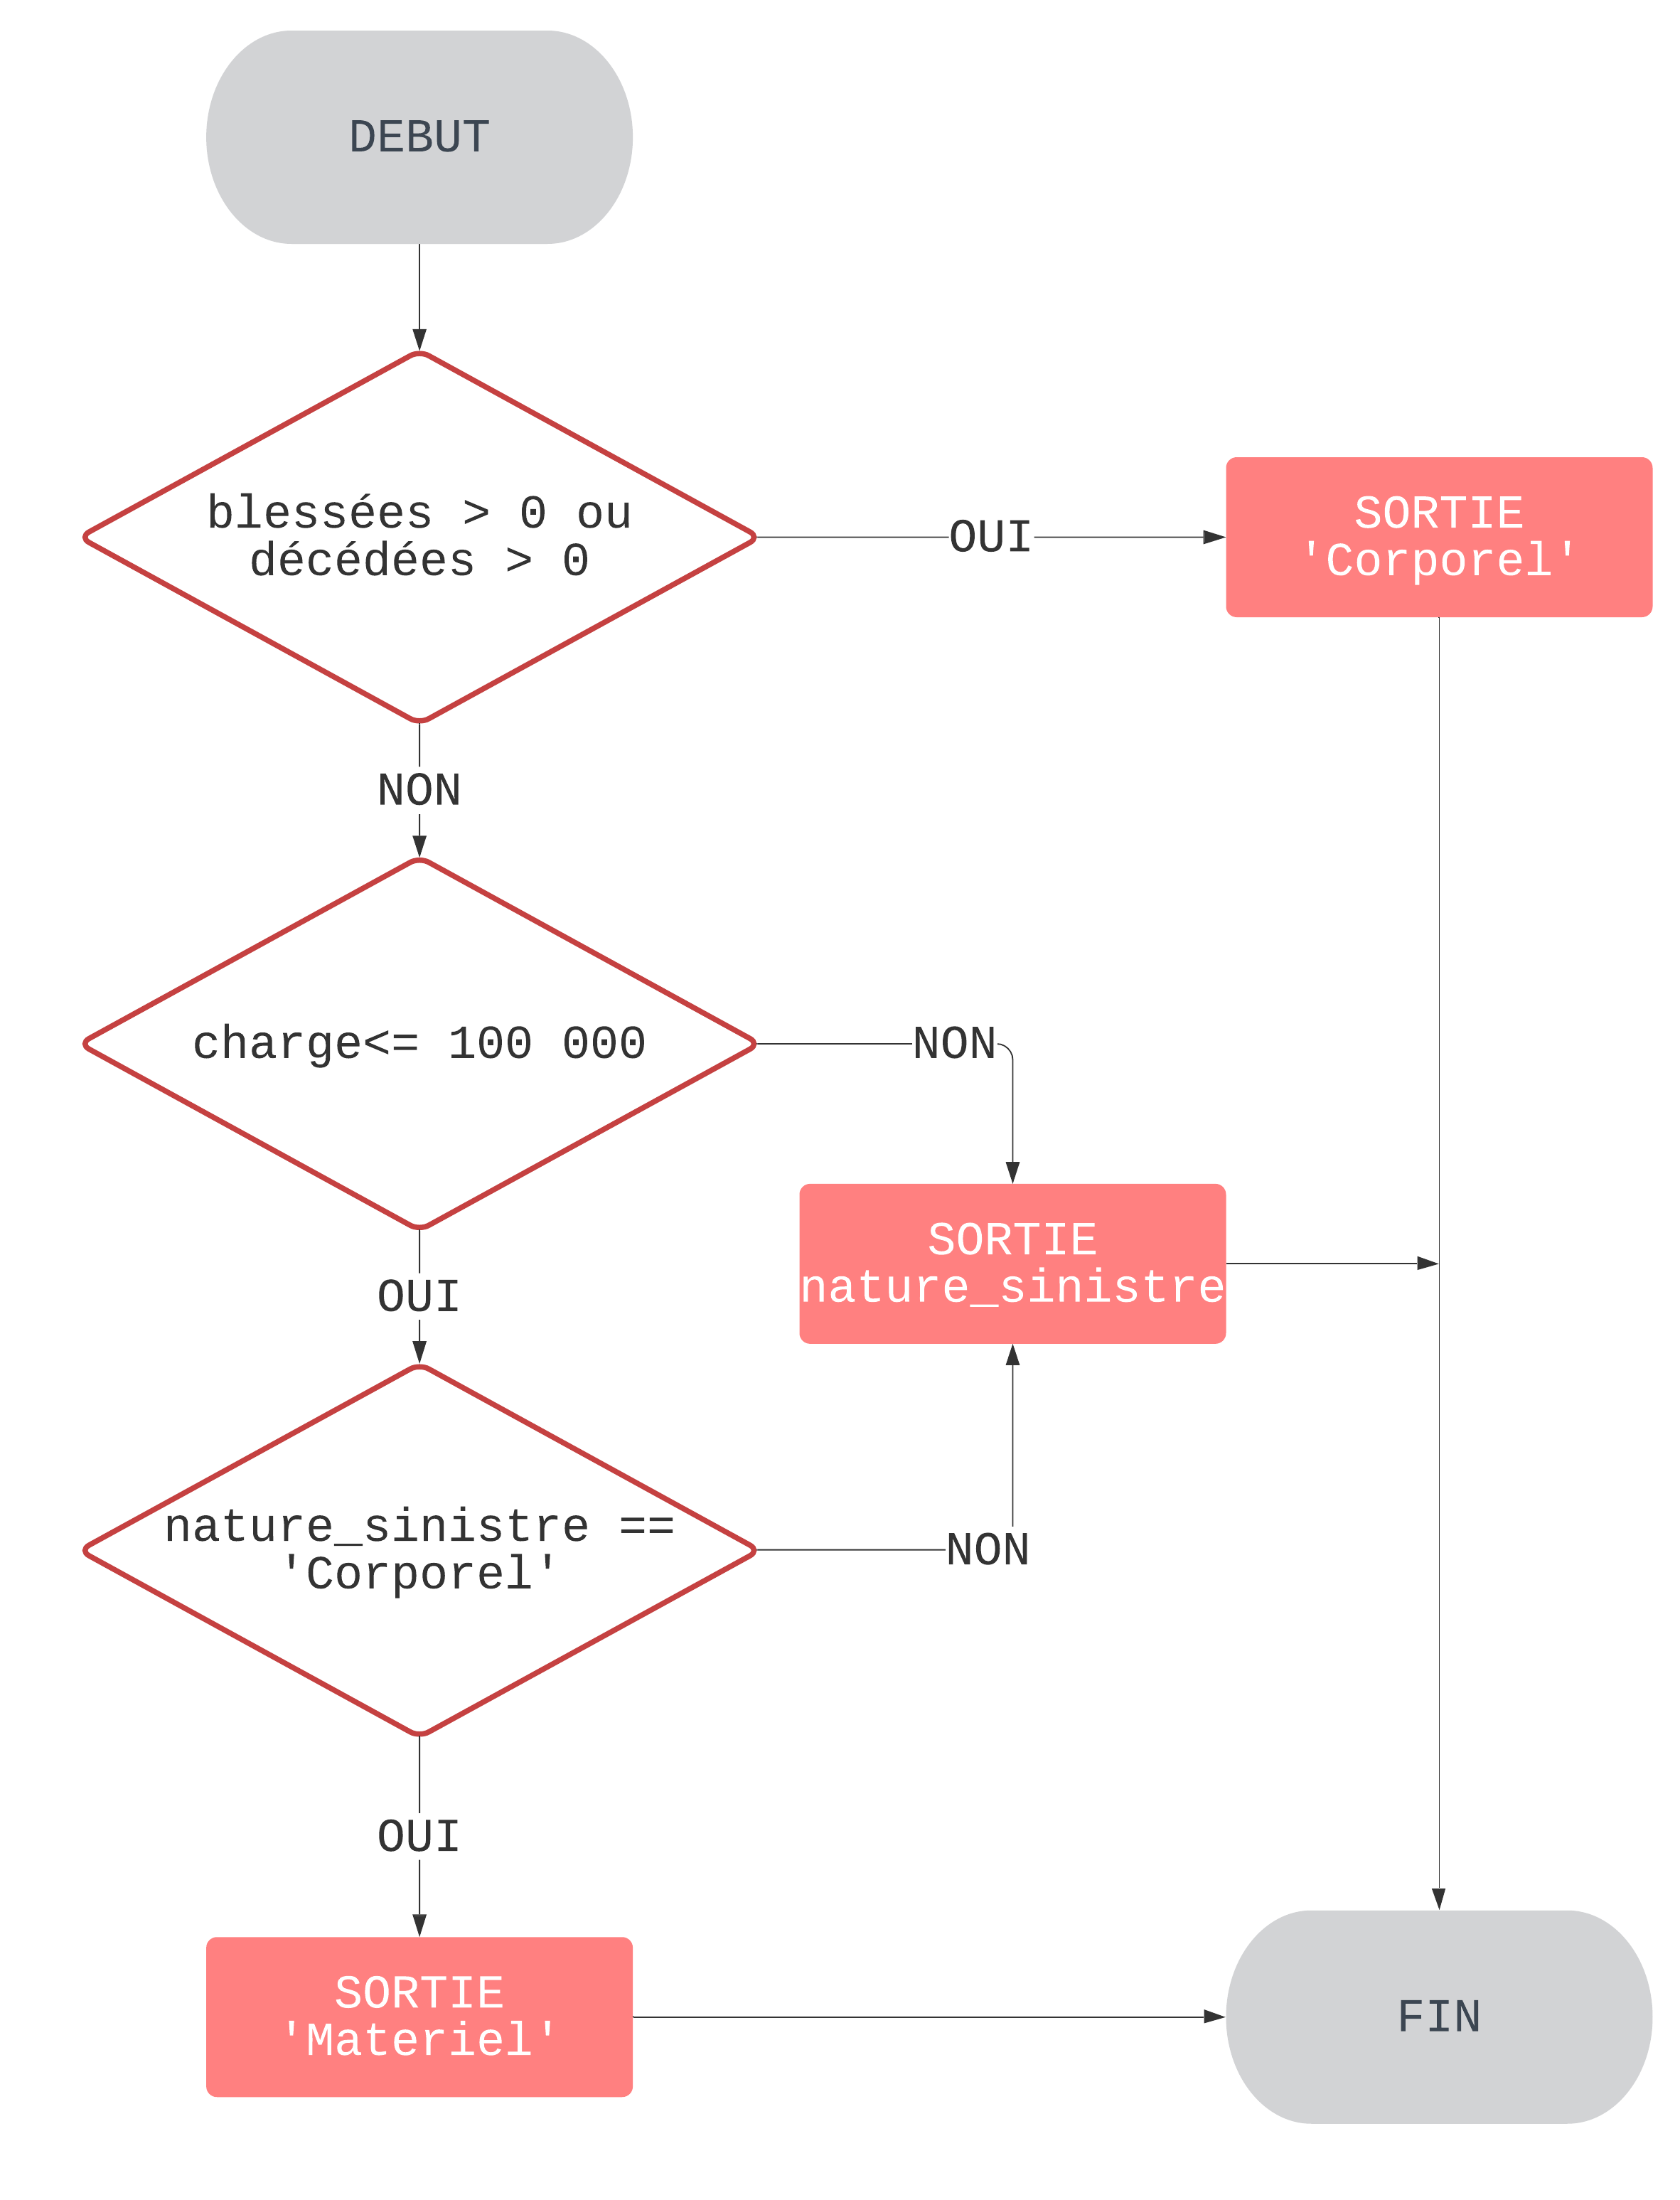 DEBUT
blessées > 0 ou
décédées > 0
OUI
SORTIE
'Corporel'
NON
charge<= 100 000
NON
SORTIE
nature_sinistre
OUI
nature_sinistre ==
'Corporel'
NON
OUI
SORTIE
'Materiel'
FIN